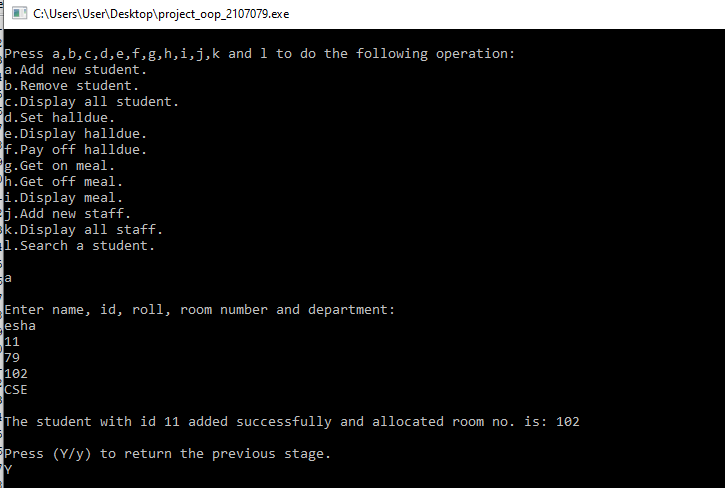 C:\Users\User\Desktop\project_oop_2107079.exe
Press a,b,c,d,e,f,g,h,i,j,k and l to do the following operation:
a.Add new student.
b.Remove student.
c.Display all student.
d.Set halldue.
e.Display halldue.
f.Pay off halldue.
g.Get on meal.
h.Get off meal.
i.Display meal.
j.Add new staff.
k.Display all staff.
l.Search a student.
a
Enter name, id, roll, room number and department:
esha
11
79
102
CSE
The student with id 11 added successfully and allocated room no. is: 102
Press (Y/y) to return the previous stage.
Y